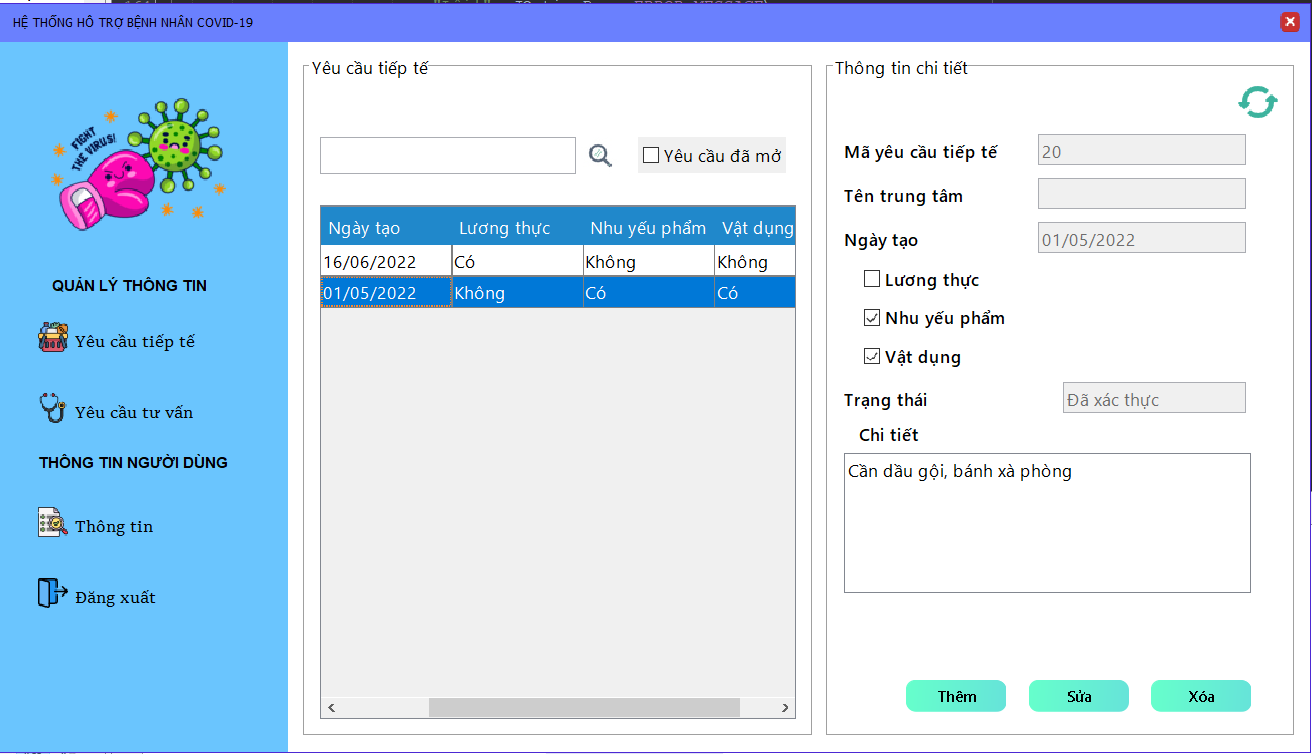 HỆ THỐNG HỖ TRỢ BỆNH NHÂN COVID-19
FIGHT
THE VIRUS!
QUẢN LÝ THÔNG TIN
Yêu cầu tiếp tế
Yêu cầu tư vấn
THÔNG TIN NGƯỜI DÙNG
Thông tin
Đăng xuất
Yêu cầu tiếp tế
Yêu cầu đã mở
Ngày tạo Lương thực Nhu yếu phẩm Vật dụng
16/06/2022 Có Không Không
01/05/2022 Không Có Có
Thông tin chi tiết
Mã yêu cầu tiếp tế 20
Tên trung tâm
Ngày tạo 01/05/2022
Lương thực
Nhu yếu phẩm
Vật dụng
Trạng thái Đã xác thực
Chi tiết
Cần dầu gội, bánh xà phòng
Thêm Sửa Xóa